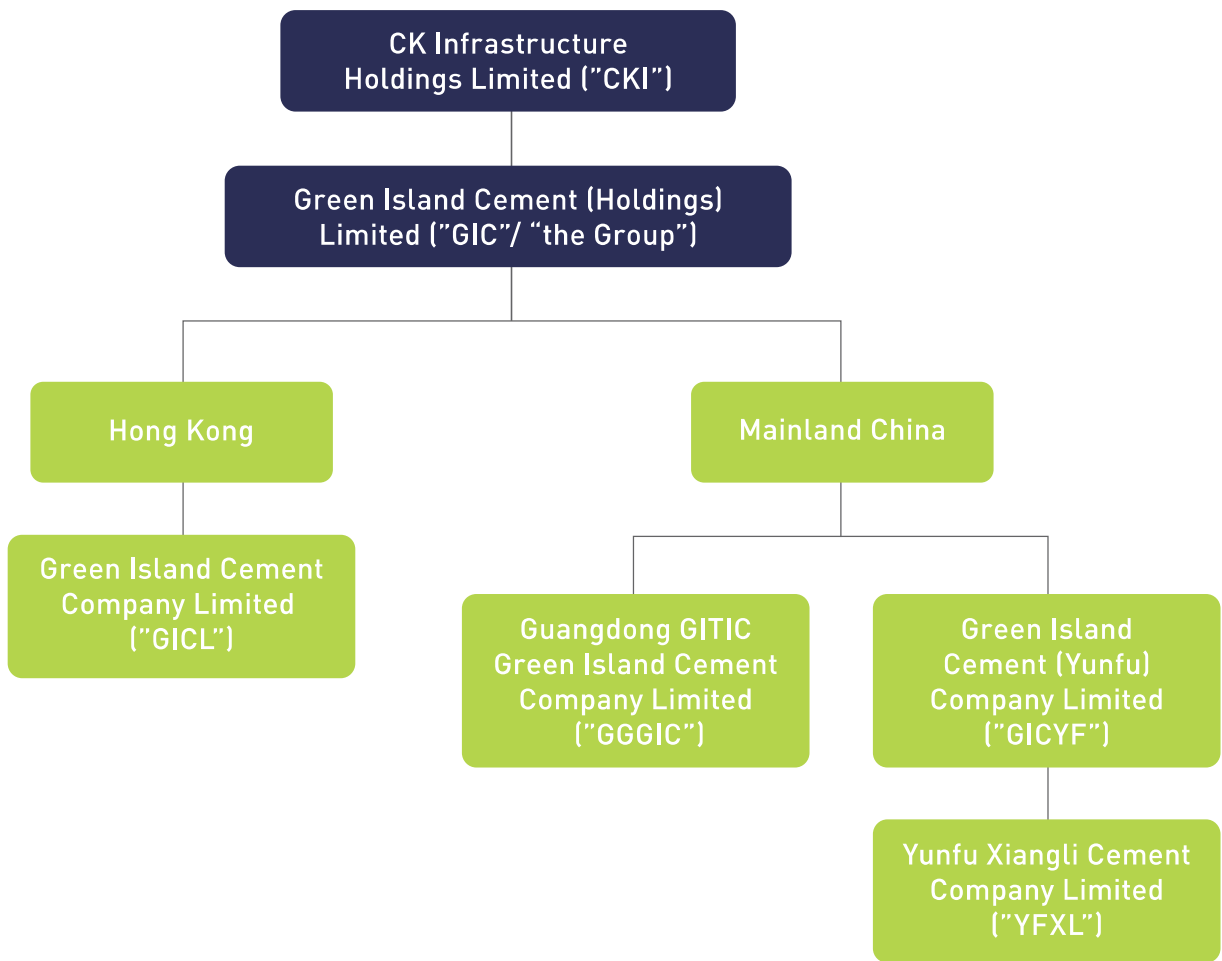 CK Infrastructure
Holdings Limited (”CKI”)
Green Island Cement (Holdings)
Limited (”GIC”/ “the Group”)
Hong Kong
Mainland China
Green Island Cement
Company Limited
(”GICL”)
Guangdong GITIC
Green Island Cement
Company Limited
(”GGGIC”)
Green Island
Cement (Yunfu)
Company Limited
(”GICYF”)
Yunfu Xiangli Cement
Company Limited
(”YFXL”)